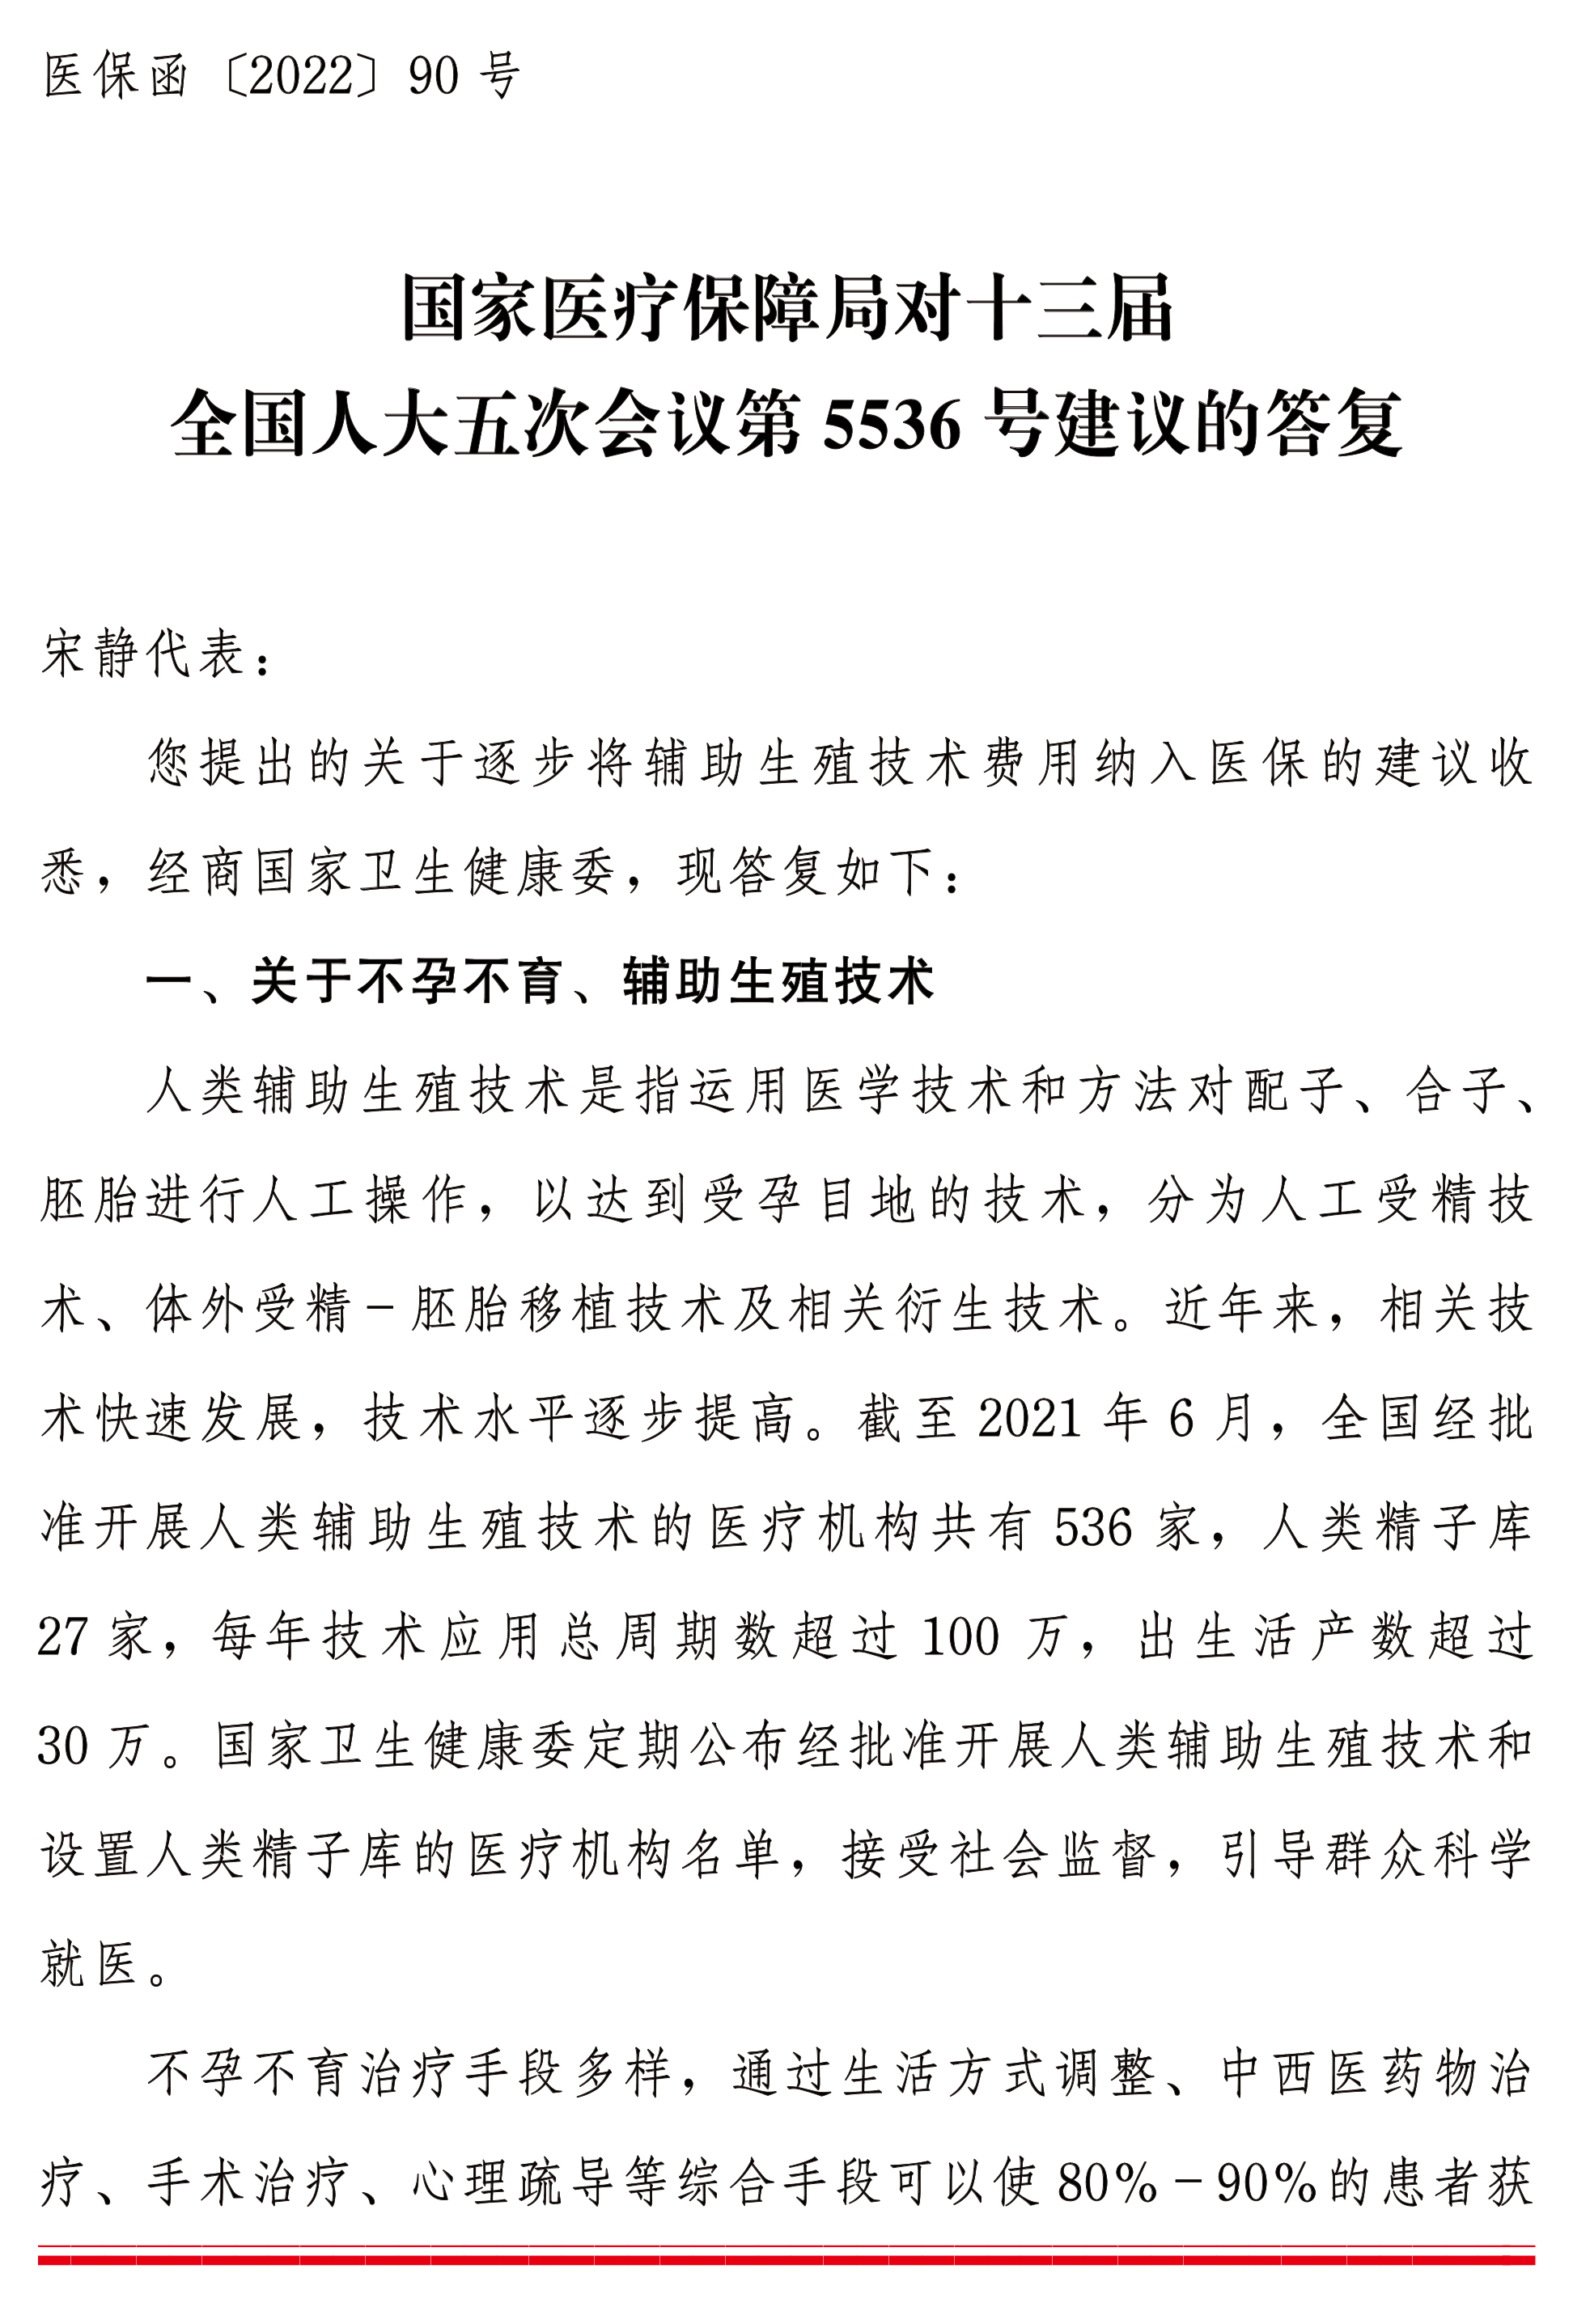 医保函〔2022〕90 号
国家医疗保障局对十三届
全国人大五次会议第 5536 号建议的答复
宋静代表：
您提出的关于逐步将辅助生殖技术费用纳入医保的建议收
悉，经商国家卫生健康委，现答复如下：
一、关于不孕不育、辅助生殖技术
人类辅助生殖技术是指运用医学技术和方法对配子、合子、
胚胎进行人工操作，以达到受孕目地的技术，分为人工受精技
术、体外受精－胚胎移植技术及相关衍生技术。近年来，相关技
术快速发展，技术水平逐步提高。截至 2021 年 6 月，全国经批
准开展人类辅助生殖技术的医疗机构共有 536 家，人类精子库
27 家，每年技术应用总周期数超过 100 万，出生活产数超过
30 万。国家卫生健康委定期公布经批准开展人类辅助生殖技术和
设置人类精子库的医疗机构名单，接受社会监督，引导群众科学
就医。
不孕不育治疗手段多样，通过生活方式调整、中西医药物治
疗、手术治疗、心理疏导等综合手段可以使 80%－90%的患者获